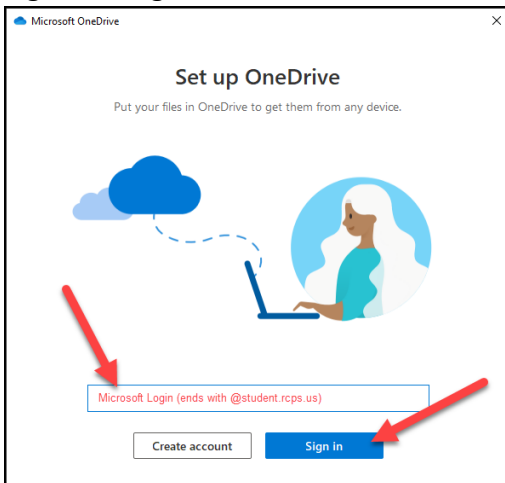 Microsoft OneDrive
Set up OneDrive
Put your files in OneDrive to get them from any device.
Microsoft Login (ends with @student.rcps.us)
Create account
Sign in